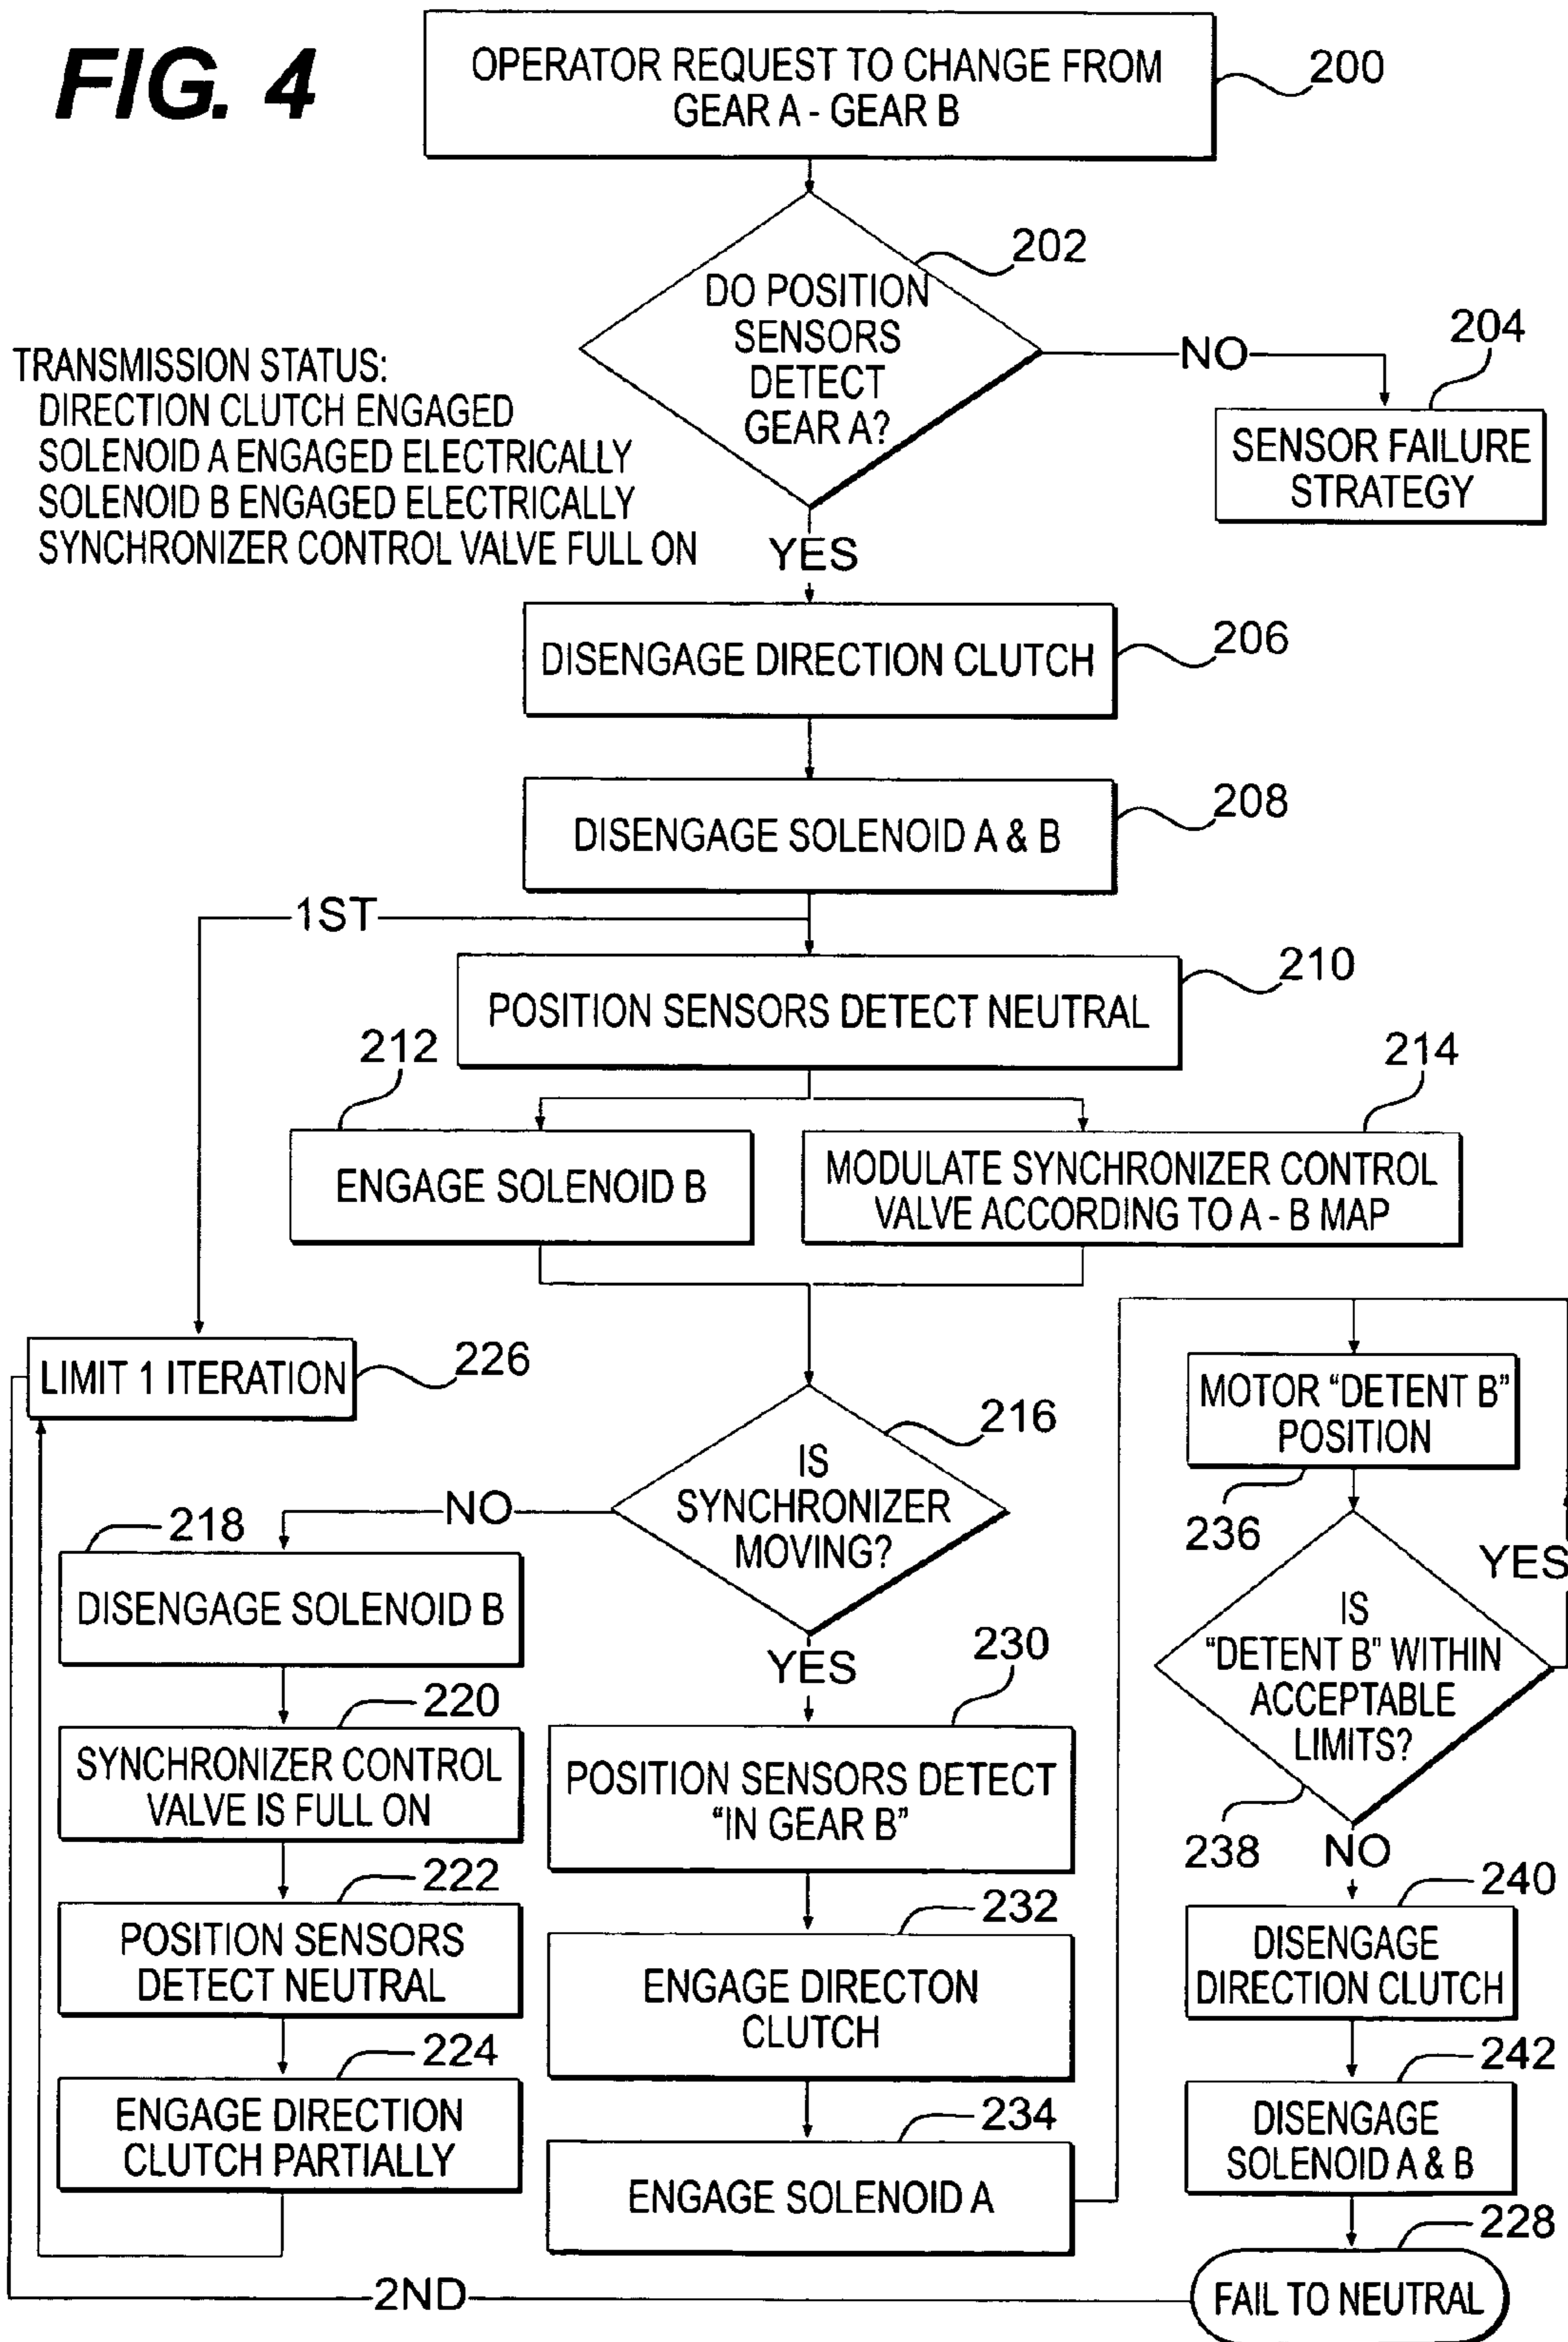 FIG. 4
OPERATOR REQUEST TO CHANGE FROM
GEAR A - GEAR B
200
202
DO POSITION
SENSORS
DETECT
GEAR A?
NO
204
SENSOR FAILURE
STRATEGY
TRANSMISSION STATUS:
DIRECTION CLUTCH ENGAGED
SOLENOID A ENGAGED ELECTRICALLY
SOLENOID B ENGAGED ELECTRICALLY
SYNCHRONIZER CONTROL VALVE FULL ON
YES
DISENGAGE DIRECTION CLUTCH
206
DISENGAGE SOLENOID A & B
208
1ST
POSITION SENSORS DETECT NEUTRAL
210
212
ENGAGE SOLENOID B
214
MODULATE SYNCHRONIZER CONTROL
VALVE ACCORDING TO A - B MAP
LIMIT 1 ITERATION
226
216
IS
SYNCHRONIZER
MOVING?
NO
218
DISENGAGE SOLENOID B
220
SYNCHRONIZER CONTROL
VALVE IS FULL ON
222
POSITION SENSORS
DETECT NEUTRAL
224
ENGAGE DIRECTION
CLUTCH PARTIALLY
YES
230
POSITION SENSORS DETECT
"IN GEAR B"
232
ENGAGE DIRECTON
CLUTCH
234
ENGAGE SOLENOID A
MOTOR "DETENT B"
POSITION
236
YES
IS
"DETENT B" WITHIN
ACCEPTABLE
LIMITS?
238
NO
240
DISENGAGE
DIRECTION CLUTCH
242
DISENGAGE
SOLENOID A & B
228
FAIL TO NEUTRAL
2ND